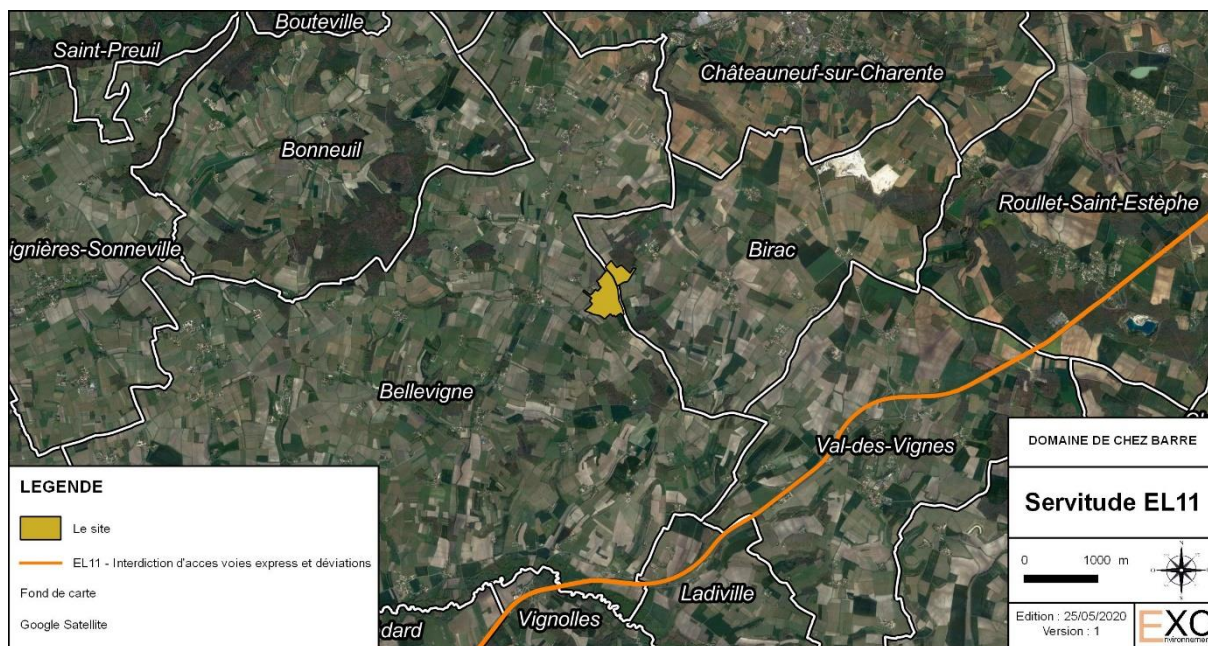 Bouteville
Saint-Preuil
Châteauneuf-sur-Charente
Bonneuil
Roullet-Saint-Estèphe
ignières-Sonneville
Birac
Bellevigne
Val-des-Vignes
Ladiville
Vignolles
dard
LEGENDE
Le site
EL11 - Interdiction d'acces voies express et déviations
Fond de carte
Google Satellite
DOMAINE DE CHEZ BARRE
Servitude EL11
0 1000 m
Edition : 25/05/2020
Version : 1
EXO
nvironnement